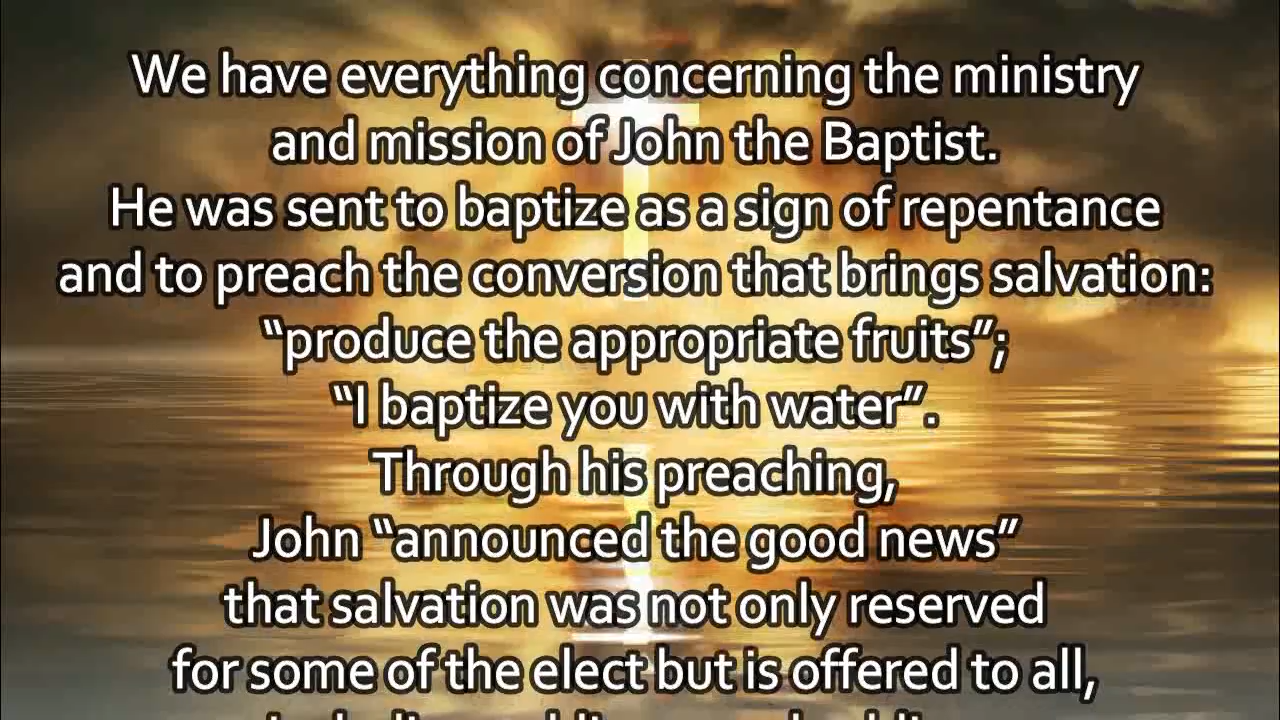 We have everything concerning the ministry
and mission of John the Baptist.
He was sent to baptize as a sign of repentance
and to preach the conversion that brings salvation:
“produce the appropriate fruits”;
“I baptize you with water”.
Through his preaching,
John “announced the good news”
that salvation was not only reserved
for some of the elect but is offered to all,